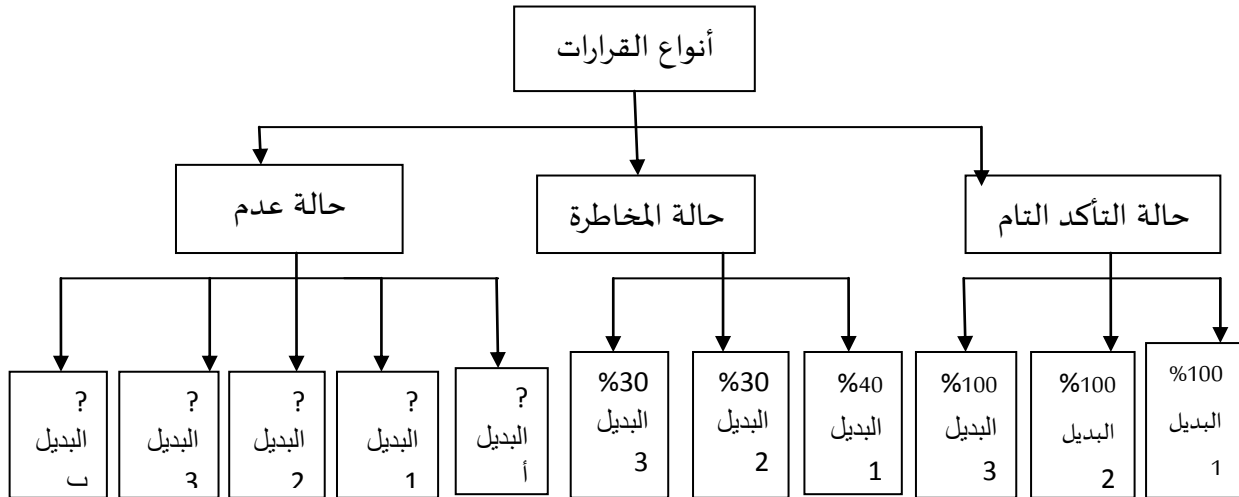 أنواع القرارات
حالة التأكد التام
حالة المخاطرة
حالة عدم
%100
البديل
1
%100
البديل
2
%100
البديل
3
%40
البديل
1
%30
البديل
2
%30
البديل
3
?
البديل
أ
?
البديل
1
?
البديل
2
?
البديل
3
?
البديل